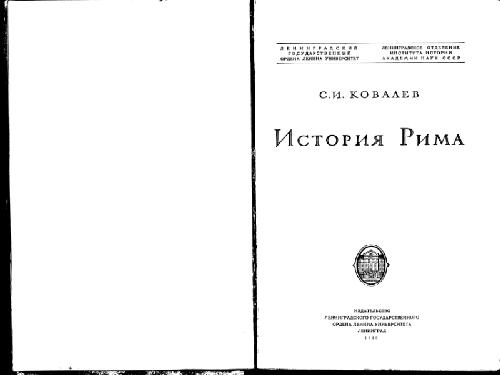 ЛЕНИНГРАДСКИЙ
ГОСУДАРСТВЕННЫЙ
ОРДЕНА ЛЕНИНА УНИВЕРСИТЕТ
ЛЕНИНГРАДСКОЕ ОТДЕЛЕНИЕ
ИНСТИТУТА ИСТОРИИ
АКАДЕМИИ НАУК СССР
С.И. КОВАЛЕВ
ИСТОРИЯ РИМА
ИЗДАТЕЛЬСТВО
ЛЕНИНГРАДСКОГО ГОСУДАРСТВЕННОГО
ОРДЕНА ЛЕНИНА УНИВЕРСИТЕТА
ЛЕНИНГРАД